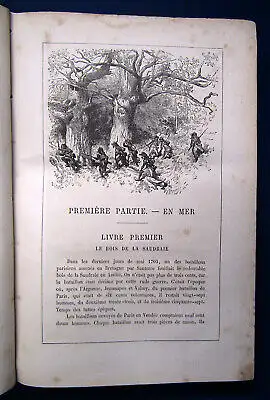 PREMIÈRE PARTIE. — EN MER
LIVRE PREMIER
LE BOIS DE LA SAUDRAIE
Dans les derniers jours de mai 1793, un des bataillons
parisiens amenés en Bretagne par Santerre fouillait le redoutable
bois de la Saudraie en Astillé. On n'était pas plus de trois cents, car le
bataillon était décimé par cette rude guerre. C'était l'époque
où, après l'Argonne, Jemmapes et Valmy, du premier bataillon de
Paris, qui était de six cents volontaires, il restait vingt-sept
hommes, du deuxième trente-trois, et du troisième cinquante-sept.
Temps des luttes épiques.
Les bataillons envoyés de Paris en Vendée comptaient neuf cent
douze hommes. Chaque bataillon avait trois pièces de canon. Ils